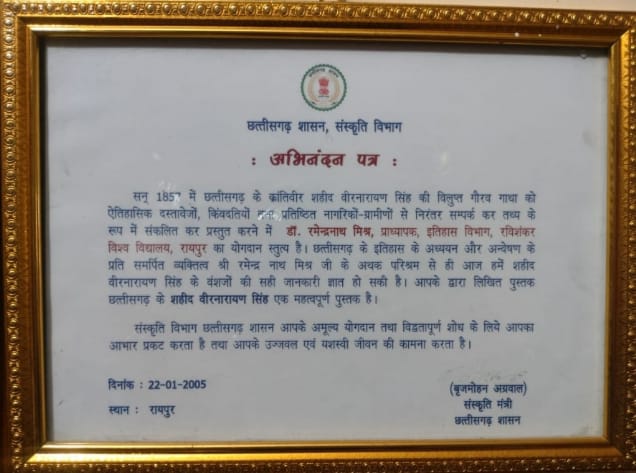 छत्तीसगढ़ शासन, संस्कृति विभाग
: अभिनंदन पत्र :
सन् 1857 में छत्तीसगढ़ के क्रांतिवीर शहीद वीरनारायण सिंह की विलुप्त गौरव गाथा को
ऐतिहासिक दस्तावेजों, किंवदतियों तथा प्रतिष्ठित नागरिकों-ग्रामीणों से निरंतर सम्पर्क कर तथ्य के
रूप में संकलित कर प्रस्तुत करने में डॉ. रमेन्द्रनाथ मिश्र, प्राध्यापक, इतिहास विभाग, रविशंकर
विश्व विद्यालय, रायपुर का योगदान स्तुत्य है। छत्तीसगढ़ के इतिहास के अध्ययन और अन्वेषण के
प्रति समर्पित व्यक्तित्व श्री रमेन्द्र नाथ मिश्र जी के अथक परिश्रम से ही आज हमें शहीद
वीरनारायण सिंह के वंशजों की सही जानकारी ज्ञात हो सकी है। आपके द्वारा लिखित पुस्तक
छत्तीसगढ़ के शहीद वीरनारायण सिंह एक महत्वपूर्ण पुस्तक है।
संस्कृति विभाग छत्तीसगढ़ शासन आपके अमूल्य योगदान तथा विद्वतापूर्ण शोध के लिये आपका
आभार प्रकट करता है तथा आपके उज्जवल एवं यशस्वी जीवन की कामना करता है।
दिनांक : 22-01-2005
(बृजमोहन अग्रवाल)
संस्कृति मंत्री
स्थान : रायपुर
छत्तीसगढ़ शासन